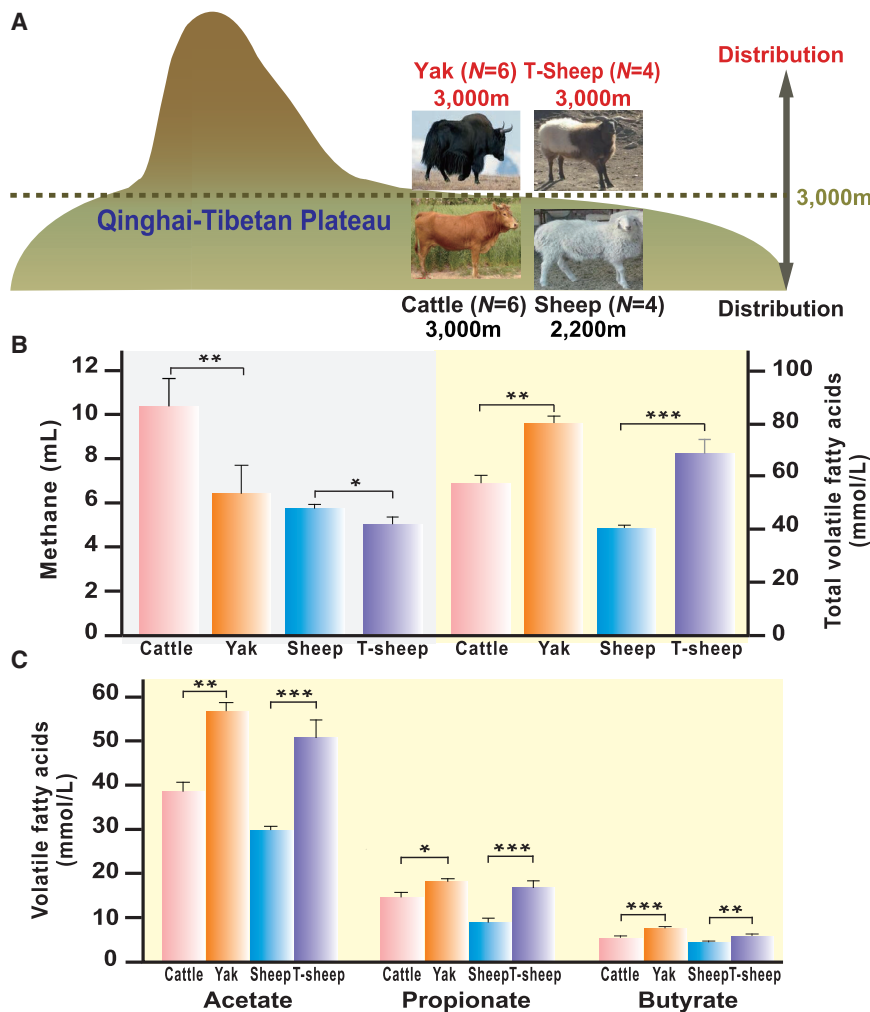 A
Yak (N=6) T-Sheep (N=4)
3,000m 3,000m
Distribution
3,000m
Qinghai-Tibetan Plateau
Cattle (N=6) Sheep (N=4)
3,000m 2,200m
Distribution
B
Methane (mL)
12
10
8
6
4
2
0
**
*
**
***
100
80
60
40
20
0
Total volatile fatty acids
(mmol/L)
Cattle Yak Sheep T-sheep Cattle Yak Sheep T-sheep
C
Volatile fatty acids
(mmol/L)
60
50
40
30
20
10
0
**
***
*
***
***
**
Cattle Yak Sheep T-sheep Cattle Yak Sheep T-sheep Cattle Yak Sheep T-sheep
Acetate Propionate Butyrate